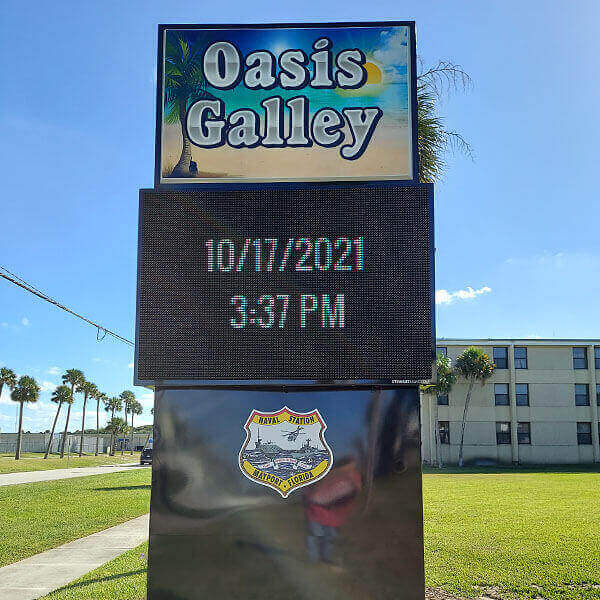 Oasis
Galley
10/17/2021
3:37 PM
NAVAL STATION
MAYPORT • FLORIDA